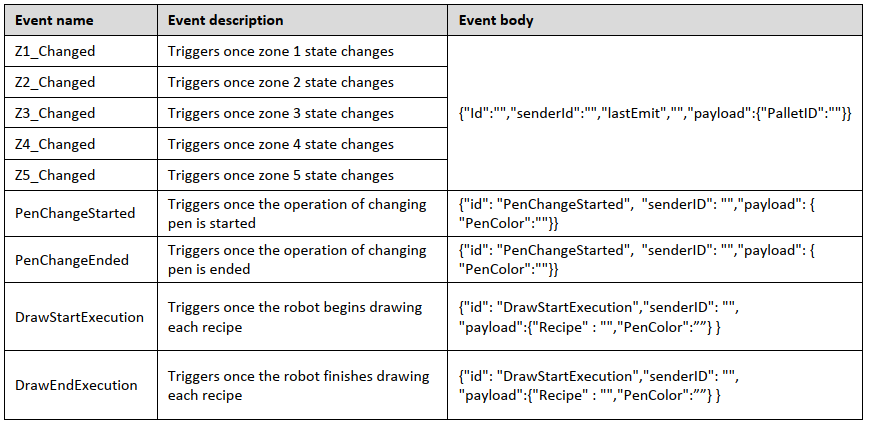 Event name Event description Event body
Z1_Changed Triggers once zone 1 state changes
Z2_Changed Triggers once zone 2 state changes
Z3_Changed Triggers once zone 3 state changes
{"Id":"","senderId":"","lastEmit","","payload":{"PalletID":""}}
Z4_Changed Triggers once zone 4 state changes
Z5_Changed Triggers once zone 5 state changes
PenChangeStarted
Triggers once the operation of changing
pen is started
{"id": "PenChangeStarted", "senderID": "","payload": {
"PenColor":""}}
PenChangeEnded
Triggers once the operation of changing
pen is ended
{"id": "PenChangeStarted", "senderID": "","payload": {
"PenColor":""}}
DrawStartExecution
Triggers once the robot begins drawing
each recipe
{"id": "DrawStartExecution","senderID": "",
"payload":{"Recipe" : "","PenColor":””} }
DrawEndExecution
Triggers once the robot finishes drawing
each recipe
{"id": "DrawStartExecution","senderID": "",
"payload":{"Recipe" : "","PenColor":””} }